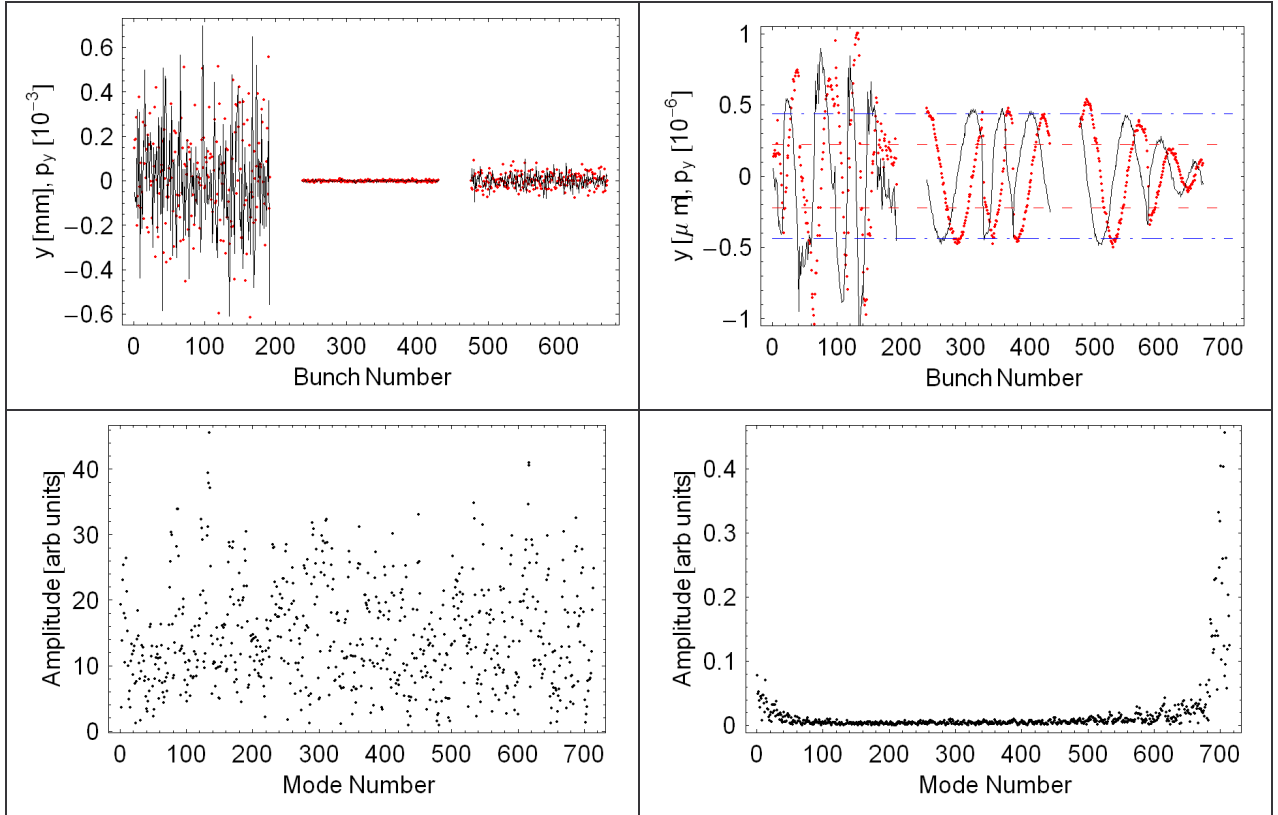 y [mm], p_y [10^-3]
0.6
0.4
0.2
0
−0.2
−0.4
−0.6
0 100 200 300 400 500 600
Bunch Number
y [μ m], p_y [10^-6]
1
0.5
0
−0.5
−1
0 100 200 300 400 500 600 700
Bunch Number
Amplitude [arb units]
40
30
20
10
0
0 100 200 300 400 500 600 700
Mode Number
Amplitude [arb units]
0.4
0.3
0.2
0.1
0
0 100 200 300 400 500 600 700
Mode Number